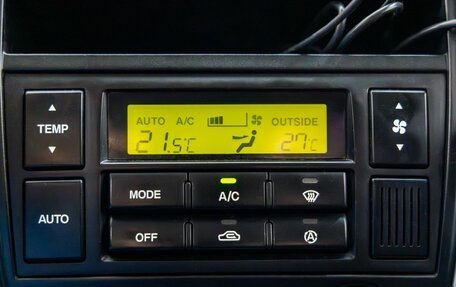 AUTO A/C OUTSIDE
21.5°C 27°C
TEMP
AUTO
MODE
A/C
OFF
A